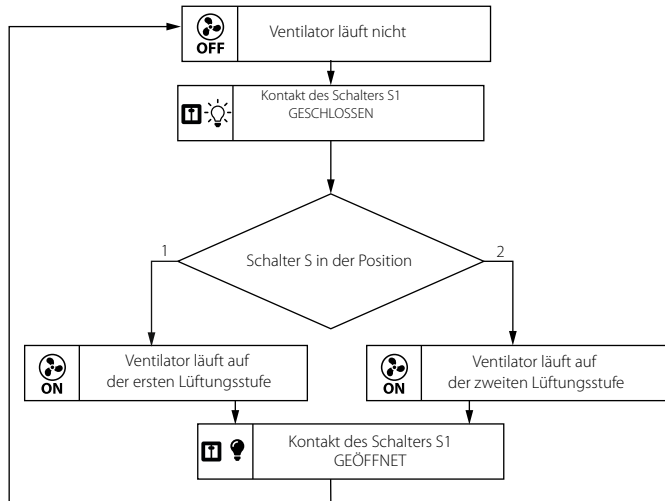 OFF
Ventilator läuft nicht
Kontakt des Schalters S1
GESCHLOSSEN
1
Schalter S in der Position
2
ON
Ventilator läuft auf
der ersten Lüftungsstufe
ON
Ventilator läuft auf
der zweiten Lüftungsstufe
Kontakt des Schalters S1
GEÖFFNET